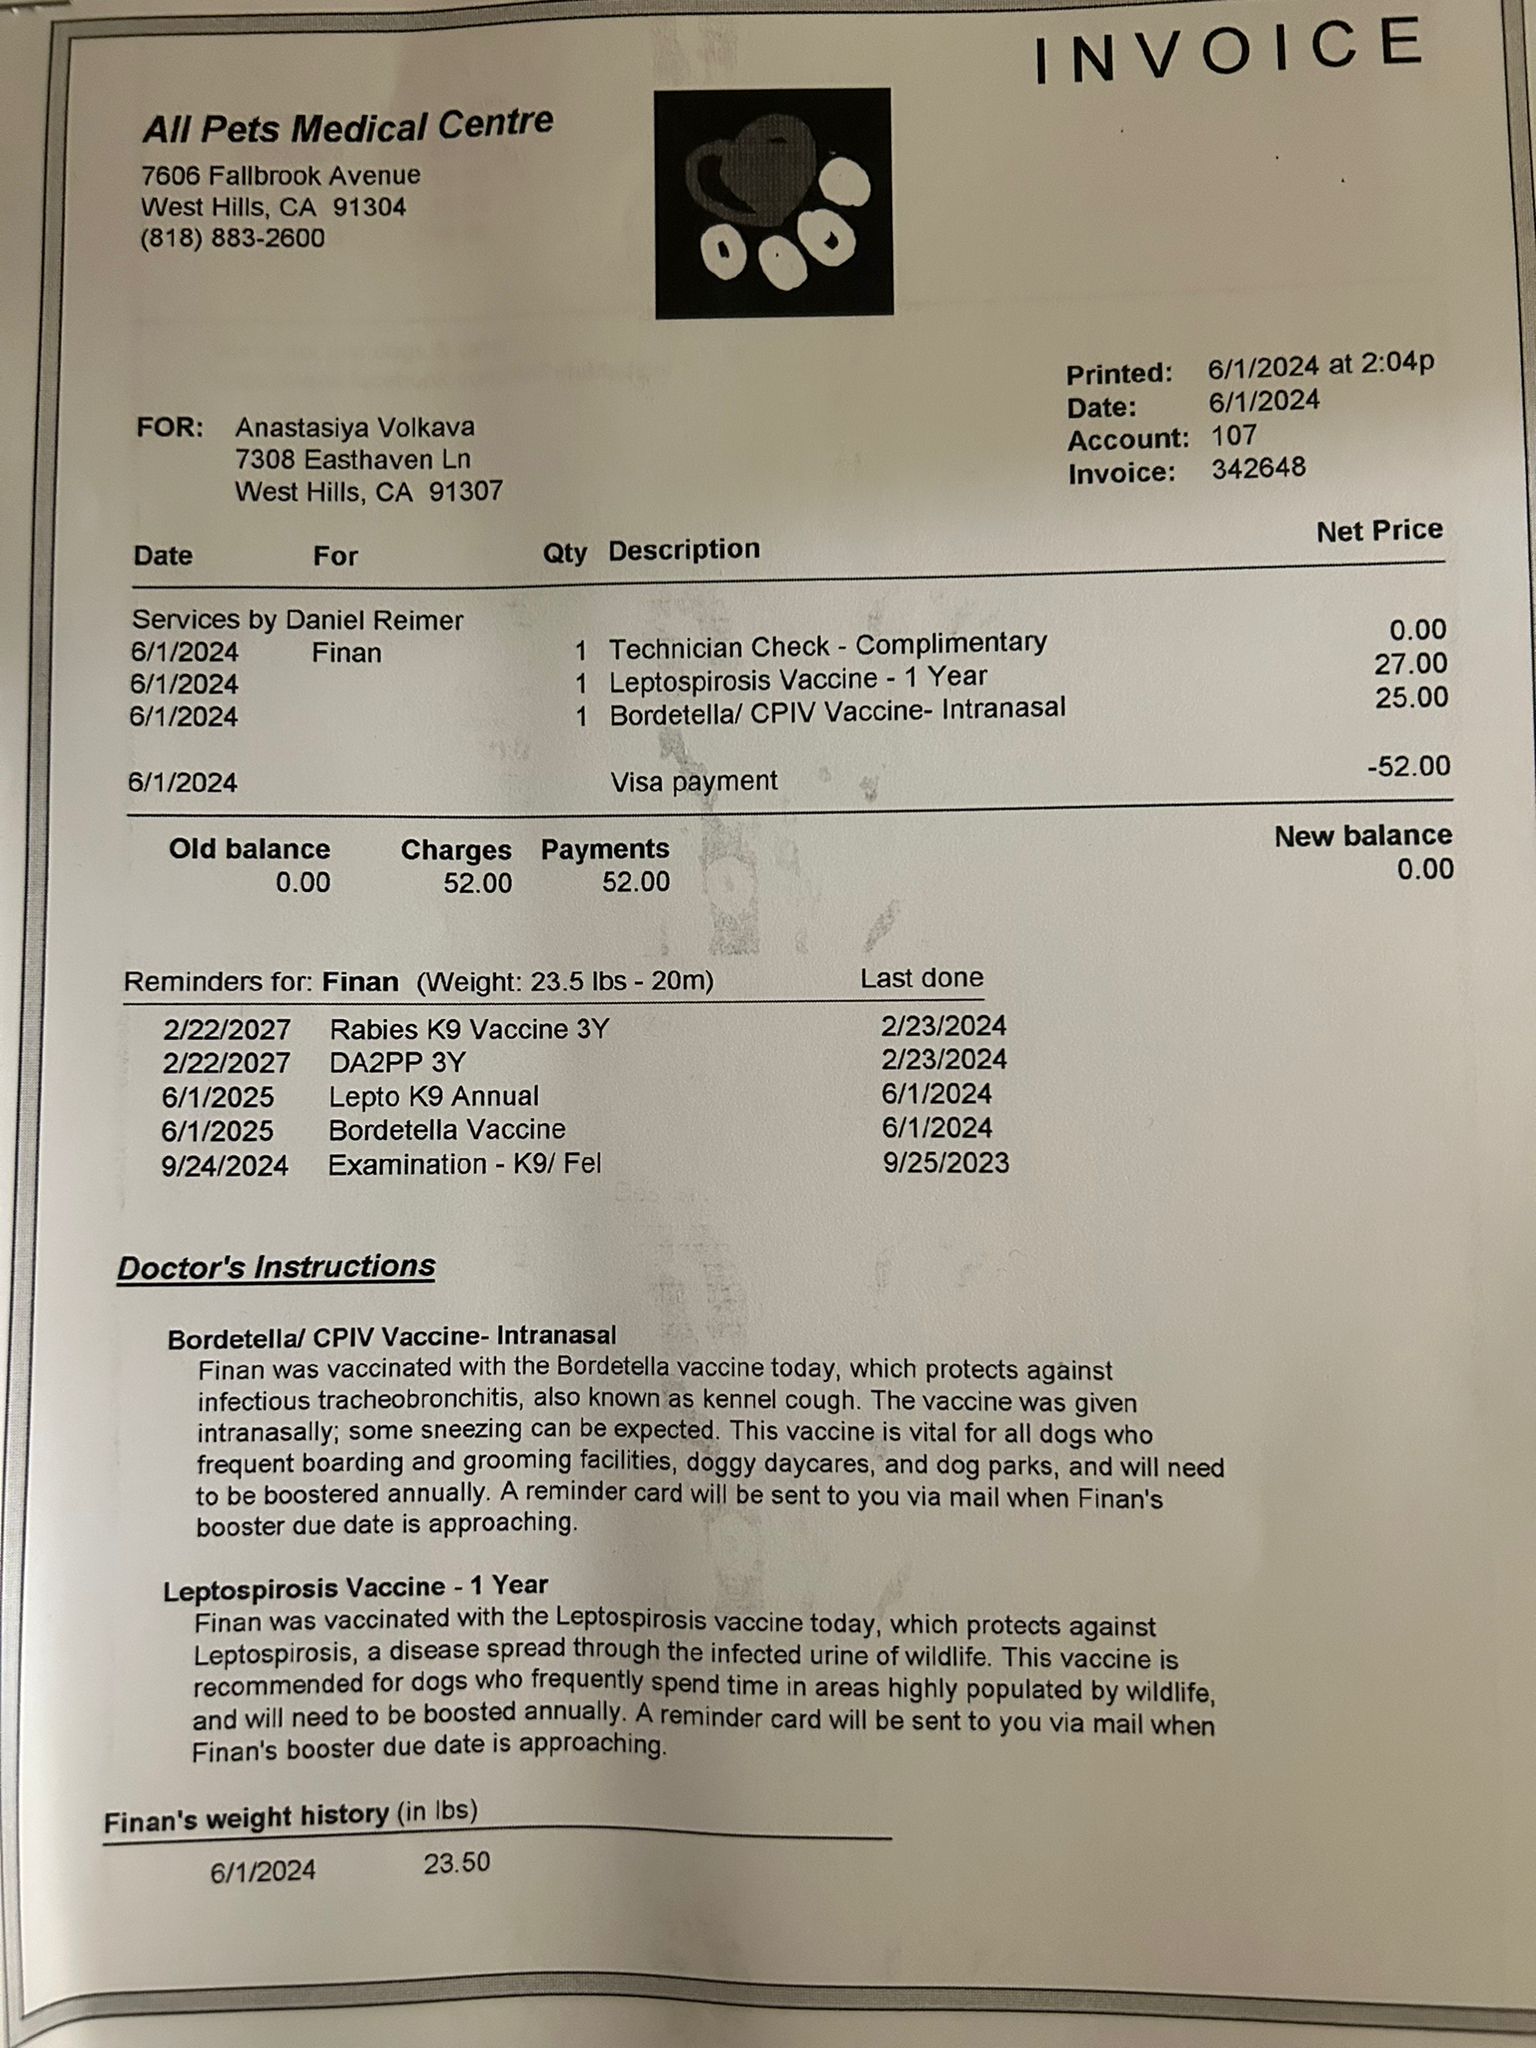 INVOICE
All Pets Medical Centre
7606 Fallbrook Avenue
West Hills, CA 91304
(818) 883-2600
Printed: 6/1/2024 at 2:04p
Date: 6/1/2024
Account: 107
Invoice: 342648
FOR: Anastasiya Volkava
7308 Easthaven Ln
West Hills, CA 91307
Date For Qty Description Net Price
Services by Daniel Reimer
6/1/2024 Finan 1 Technician Check - Complimentary 0.00
6/1/2024 1 Leptospirosis Vaccine - 1 Year 27.00
6/1/2024 1 Bordetella/ CPIV Vaccine- Intranasal 25.00
6/1/2024 Visa payment -52.00
Old balance Charges Payments New balance
0.00 52.00 52.00 0.00
Reminders for: Finan (Weight: 23.5 lbs - 20m) Last done
2/22/2027 Rabies K9 Vaccine 3Y 2/23/2024
2/22/2027 DA2PP 3Y 2/23/2024
6/1/2025 Lepto K9 Annual 6/1/2024
6/1/2025 Bordetella Vaccine 6/1/2024
9/24/2024 Examination - K9/ Fel 9/25/2023
Doctor's Instructions
Bordetella/ CPIV Vaccine- Intranasal
Finan was vaccinated with the Bordetella vaccine today, which protects against
infectious tracheobronchitis, also known as kennel cough. The vaccine was given
intranasally; some sneezing can be expected. This vaccine is vital for all dogs who
frequent boarding and grooming facilities, doggy daycares, and dog parks, and will need
to be boostered annually. A reminder card will be sent to you via mail when Finan's
booster due date is approaching.
Leptospirosis Vaccine - 1 Year
Finan was vaccinated with the Leptospirosis vaccine today, which protects against
Leptospirosis, a disease spread through the infected urine of wildlife. This vaccine is
recommended for dogs who frequently spend time in areas highly populated by wildlife,
and will need to be boosted annually. A reminder card will be sent to you via mail when
Finan's booster due date is approaching.
Finan's weight history (in lbs)
6/1/2024 23.50